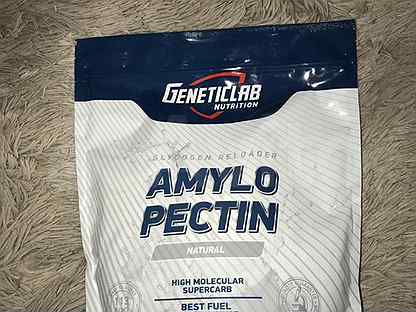 GENETICLAB
NUTRITION
GLYCOGEN RELOADER
AMYLO
PECTIN
NATURAL
HIGH MOLECULAR
SUPERCARB
BEST FUEL